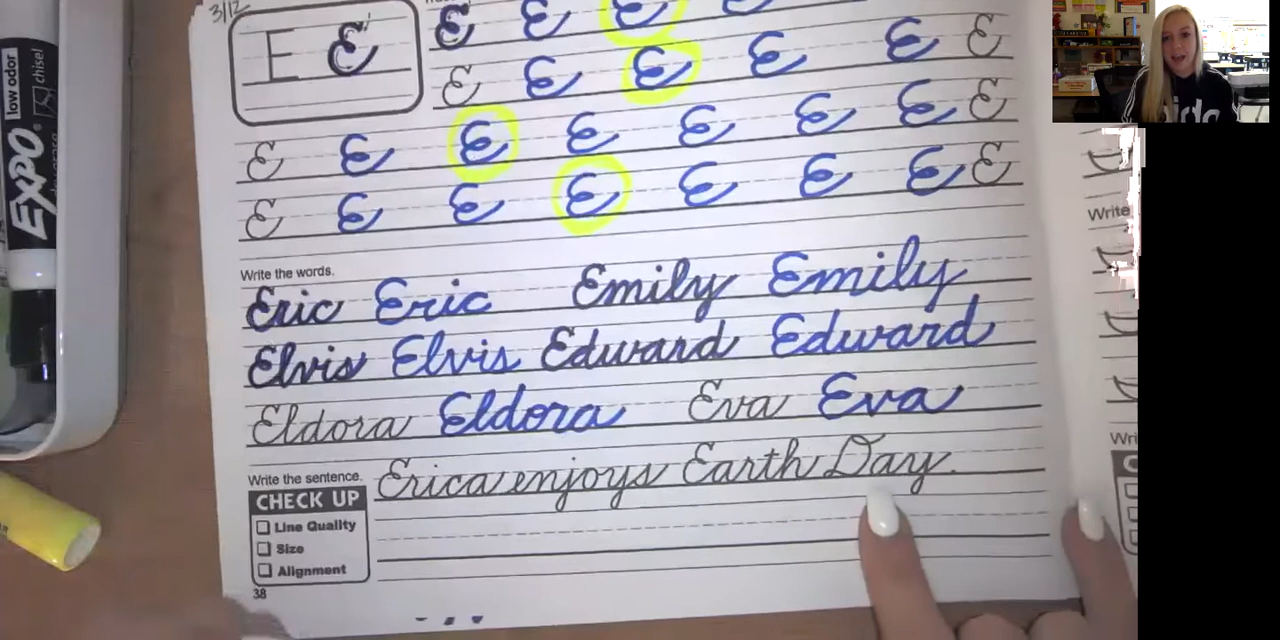 3/12
E E E E E E
E E E E E E
E E E E E E E
E E E E E E E
Write the words.
Eric Eric Emily Emily
Elvis Elvis Edward Edward
Eldora Eldora Eva Eva
Write the sentence. Erica enjoys Earth Day.
CHECK UP
Line Quality
Size
Alignment
38
low odor
chisel
EXPO
Write